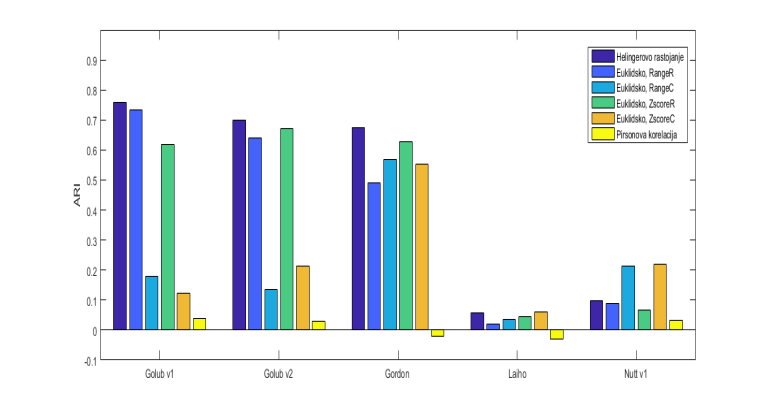 0.9
0.8
0.7
0.6
0.5
0.4
0.3
0.2
0.1
0
-0.1
ARI
Helingerovo rastojanje
Euklidsko, RangeR
Euklidsko, RangeC
Euklidsko, ZscoreR
Euklidsko, ZscoreC
Pirsonova korelacija
Golub v1
Golub v2
Gordon
Laiho
Nutt v1